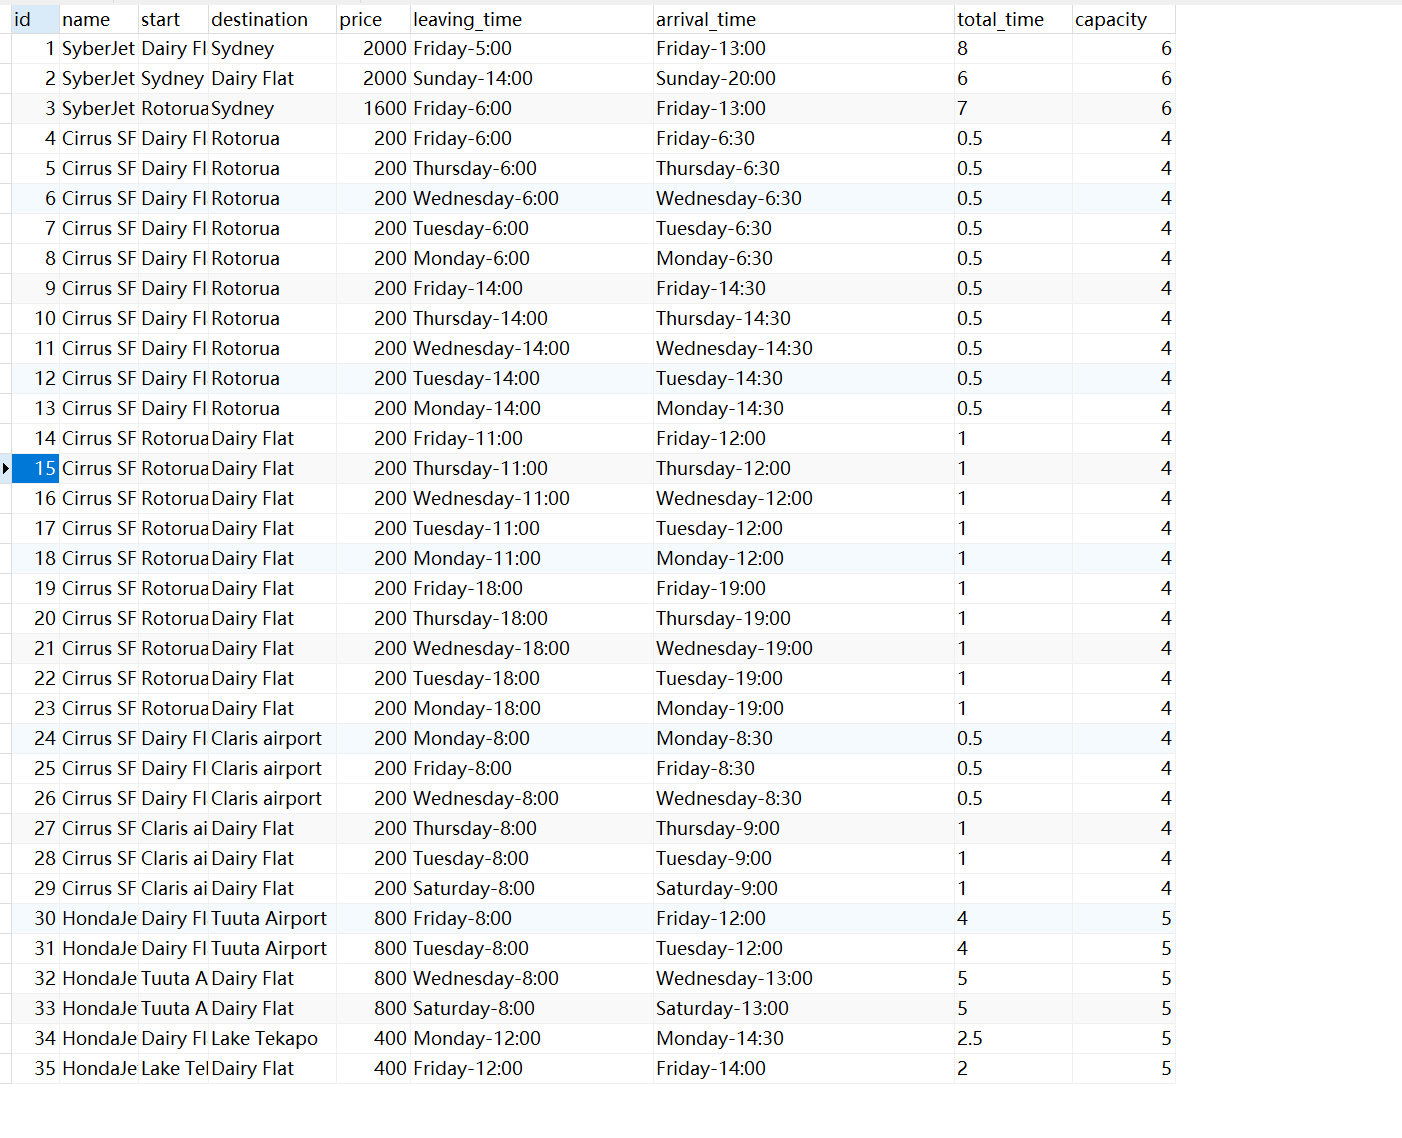 id name start destination price leaving_time arrival_time total_time capacity
1 SyberJet Dairy Fl Sydney 2000 Friday-5:00 Friday-13:00 8 6
2 SyberJet Sydney Dairy Flat 2000 Sunday-14:00 Sunday-20:00 6 6
3 SyberJet Rotorua Sydney 1600 Friday-6:00 Friday-13:00 7 6
4 Cirrus SF Dairy Fl Rotorua 200 Friday-6:00 Friday-6:30 0.5 4
5 Cirrus SF Dairy Fl Rotorua 200 Thursday-6:00 Thursday-6:30 0.5 4
6 Cirrus SF Dairy Fl Rotorua 200 Wednesday-6:00 Wednesday-6:30 0.5 4
7 Cirrus SF Dairy Fl Rotorua 200 Tuesday-6:00 Tuesday-6:30 0.5 4
8 Cirrus SF Dairy Fl Rotorua 200 Monday-6:00 Monday-6:30 0.5 4
9 Cirrus SF Dairy Fl Rotorua 200 Friday-14:00 Friday-14:30 0.5 4
10 Cirrus SF Dairy Fl Rotorua 200 Thursday-14:00 Thursday-14:30 0.5 4
11 Cirrus SF Dairy Fl Rotorua 200 Wednesday-14:00 Wednesday-14:30 0.5 4
12 Cirrus SF Dairy Fl Rotorua 200 Tuesday-14:00 Tuesday-14:30 0.5 4
13 Cirrus SF Dairy Fl Rotorua 200 Monday-14:00 Monday-14:30 0.5 4
14 Cirrus SF Rotorua Dairy Flat 200 Friday-11:00 Friday-12:00 1 4
15 Cirrus SF Rotorua Dairy Flat 200 Thursday-11:00 Thursday-12:00 1 4
16 Cirrus SF Rotorua Dairy Flat 200 Wednesday-11:00 Wednesday-12:00 1 4
17 Cirrus SF Rotorua Dairy Flat 200 Tuesday-11:00 Tuesday-12:00 1 4
18 Cirrus SF Rotorua Dairy Flat 200 Monday-11:00 Monday-12:00 1 4
19 Cirrus SF Rotorua Dairy Flat 200 Friday-18:00 Friday-19:00 1 4
20 Cirrus SF Rotorua Dairy Flat 200 Thursday-18:00 Thursday-19:00 1 4
21 Cirrus SF Rotorua Dairy Flat 200 Wednesday-18:00 Wednesday-19:00 1 4
22 Cirrus SF Rotorua Dairy Flat 200 Tuesday-18:00 Tuesday-19:00 1 4
23 Cirrus SF Rotorua Dairy Flat 200 Monday-18:00 Monday-19:00 1 4
24 Cirrus SF Dairy Fl Claris airport 200 Monday-8:00 Monday-8:30 0.5 4
25 Cirrus SF Dairy Fl Claris airport 200 Friday-8:00 Friday-8:30 0.5 4
26 Cirrus SF Dairy Fl Claris airport 200 Wednesday-8:00 Wednesday-8:30 0.5 4
27 Cirrus SF Claris ai Dairy Flat 200 Thursday-8:00 Thursday-9:00 1 4
28 Cirrus SF Claris ai Dairy Flat 200 Tuesday-8:00 Tuesday-9:00 1 4
29 Cirrus SF Claris ai Dairy Flat 200 Saturday-8:00 Saturday-9:00 1 4
30 HondaJe Dairy Fl Tuuta Airport 800 Friday-8:00 Friday-12:00 4 5
31 HondaJe Dairy Fl Tuuta Airport 800 Tuesday-8:00 Tuesday-12:00 4 5
32 HondaJe Tuuta A Dairy Flat 800 Wednesday-8:00 Wednesday-13:00 5 5
33 HondaJe Tuuta A Dairy Flat 800 Saturday-8:00 Saturday-13:00 5 5
34 HondaJe Dairy Fl Lake Tekapo 400 Monday-12:00 Monday-14:30 2.5 5
35 HondaJe Lake Tel Dairy Flat 400 Friday-12:00 Friday-14:00 2 5